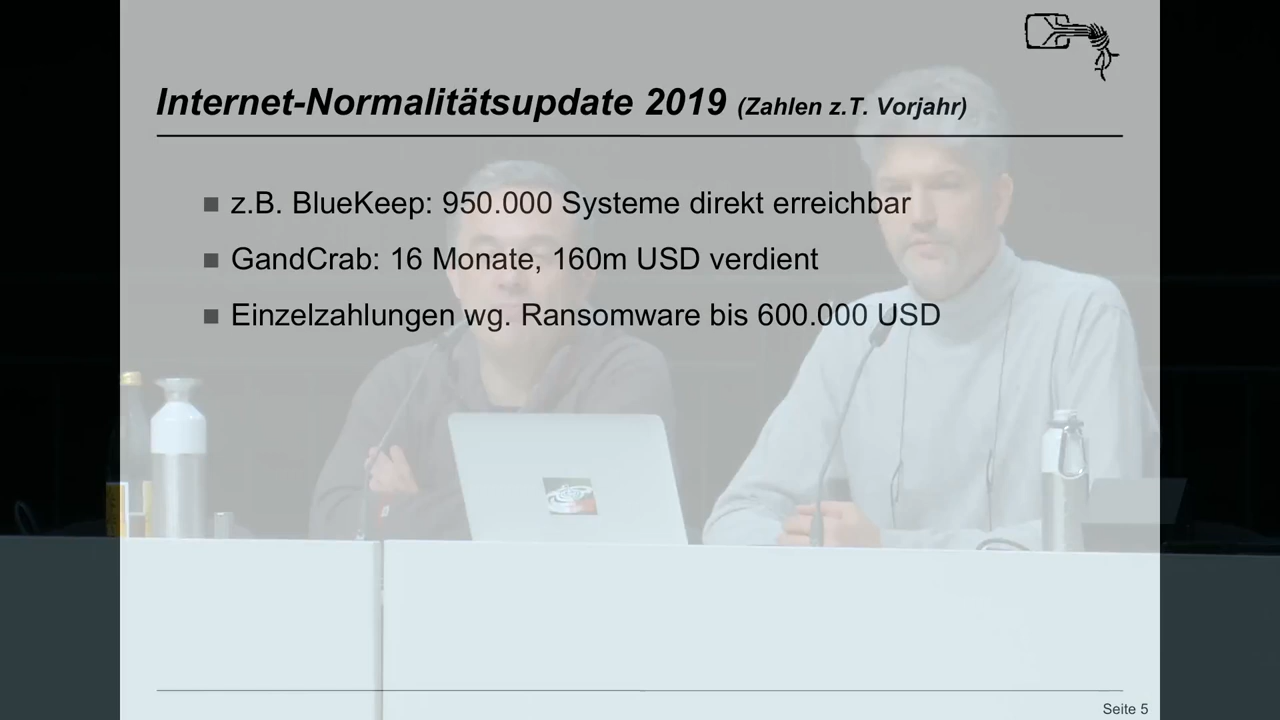 Internet-Normalitätsupdate 2019 (Zahlen z.T. Vorjahr)
z.B. BlueKeep: 950.000 Systeme direkt erreichbar
GandCrab: 16 Monate, 160m USD verdient
Einzelzahlungen wg. Ransomware bis 600.000 USD
Seite 5